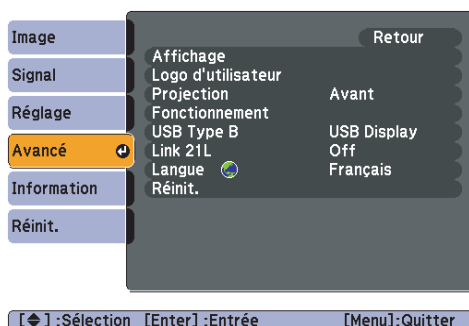 Image
Signal
Réglage
Avancé
Information
Réinit.
Retour
Affichage
Logo d'utilisateur
Projection Avant
Fonctionnement
USB Type B USB Display
Link 21L Off
Langue Français
Réinit.
[◆] :Sélection [Enter] :Entrée [Menu]:Quitter